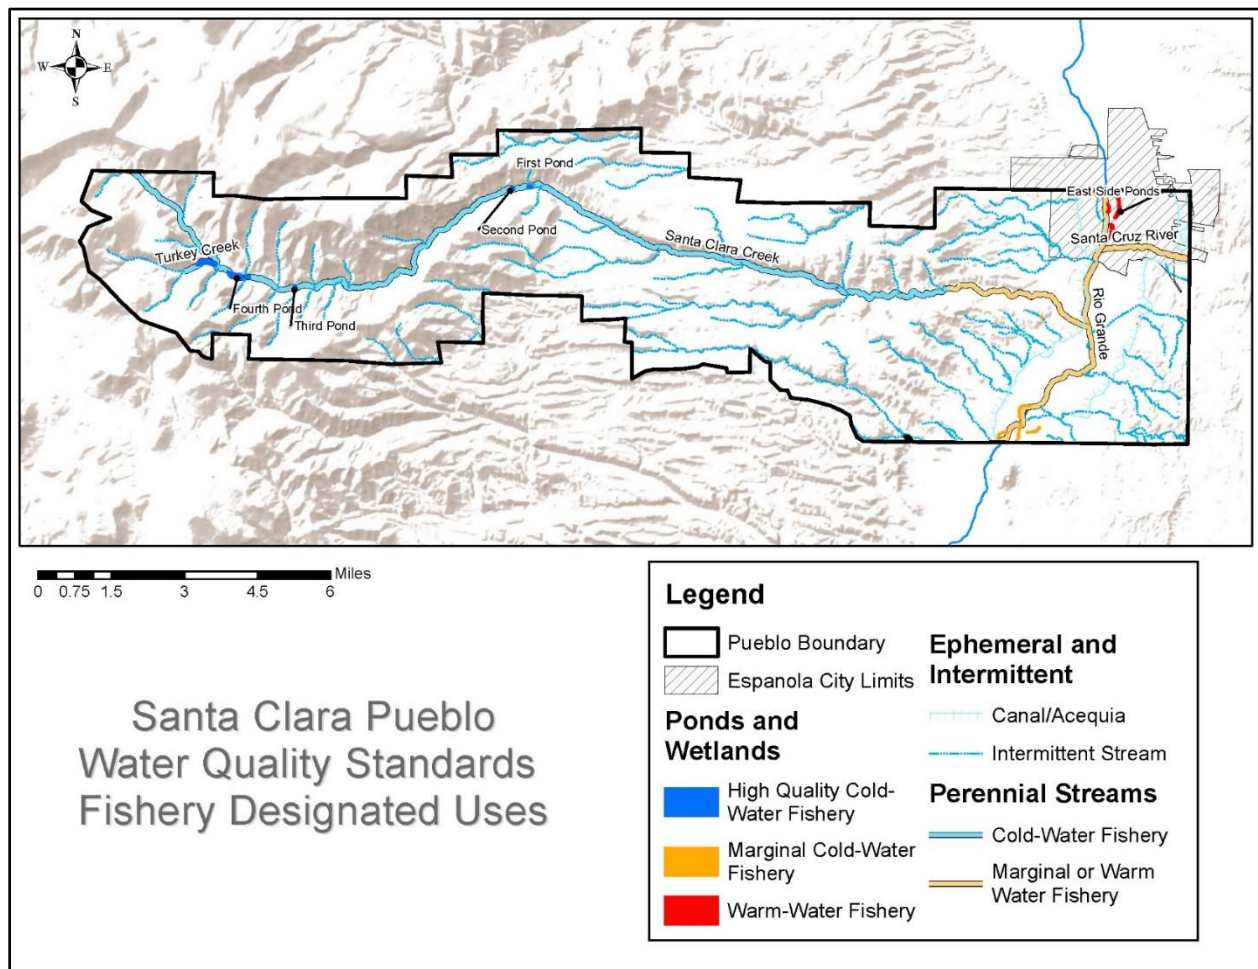 N
W
E
S
First Pond
East Side Ponds
Second Pond
Santa Cruz River
Santa Clara Creek
Turkey Creek
Fourth Pond
Third Pond
Rio Grande
Miles
0 0.75 1.5 3 4.5 6
Santa Clara Pueblo
Water Quality Standards
Fishery Designated Uses
Legend
Pueblo Boundary
Espanola City Limits
Ponds and
Wetlands
High Quality Cold-
Water Fishery
Marginal Cold-Water
Fishery
Warm-Water Fishery
Ephemeral and
Intermittent
Canal/Acequia
Intermittent Stream
Perennial Streams
Cold-Water Fishery
Marginal or Warm
Water Fishery